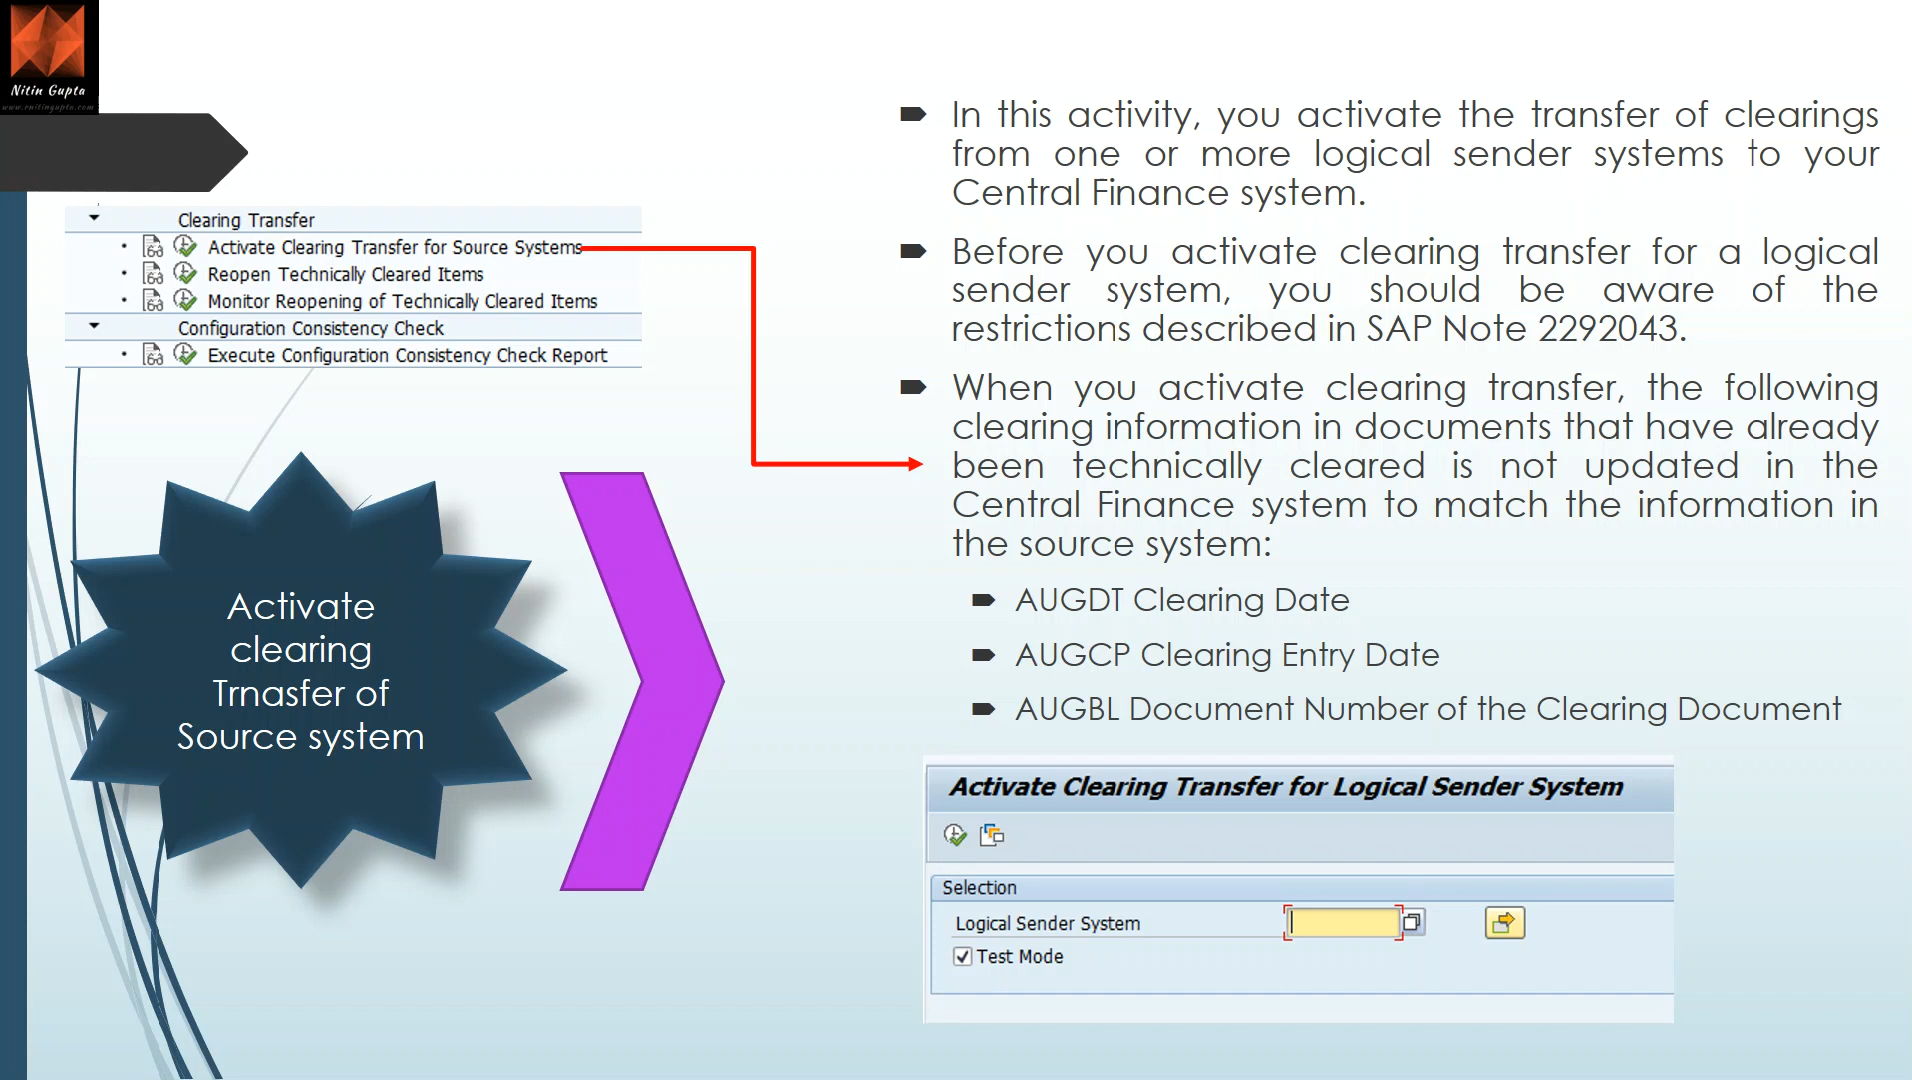 Nitin Gupta
www.enitingupta.com
Clearing Transfer
Activate Clearing Transfer for Source Systems
Reopen Technically Cleared Items
Monitor Reopening of Technically Cleared Items
Configuration Consistency Check
Execute Configuration Consistency Check Report
Activate
clearing
Trnasfer of
Source system
In this activity, you activate the transfer of clearings
from one or more logical sender systems to your
Central Finance system.
Before you activate clearing transfer for a logical
sender system, you should be aware of the
restrictions described in SAP Note 2292043.
When you activate clearing transfer, the following
clearing information in documents that have already
been technically cleared is not updated in the
Central Finance system to match the information in
the source system:
AUGDT Clearing Date
AUGCP Clearing Entry Date
AUGBL Document Number of the Clearing Document
Activate Clearing Transfer for Logical Sender System
Selection
Logical Sender System
Test Mode